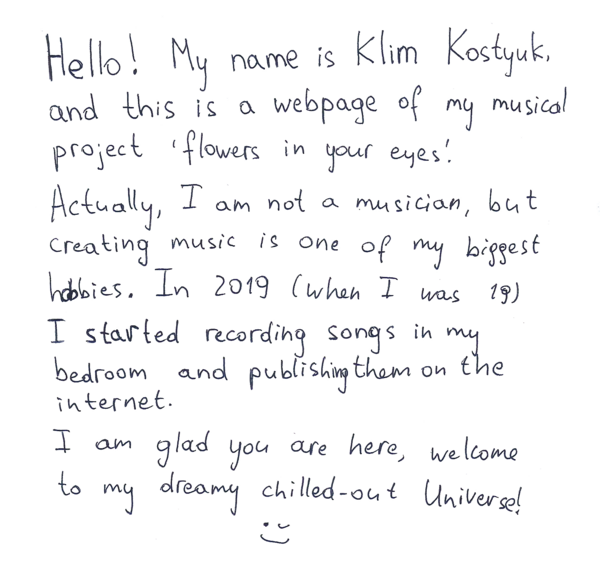 Hello! My name is Klim Kostyuk,
and this is a webpage of my musical
project 'flowers in your eyes'.
Actually, I am not a musician, but
creating music is one of my biggest
hobbies. In 2019 (when I was 19)
I started recording songs in my
bedroom and publishing them on the
internet.
I am glad you are here, welcome
to my dreamy chilled-out Universe!